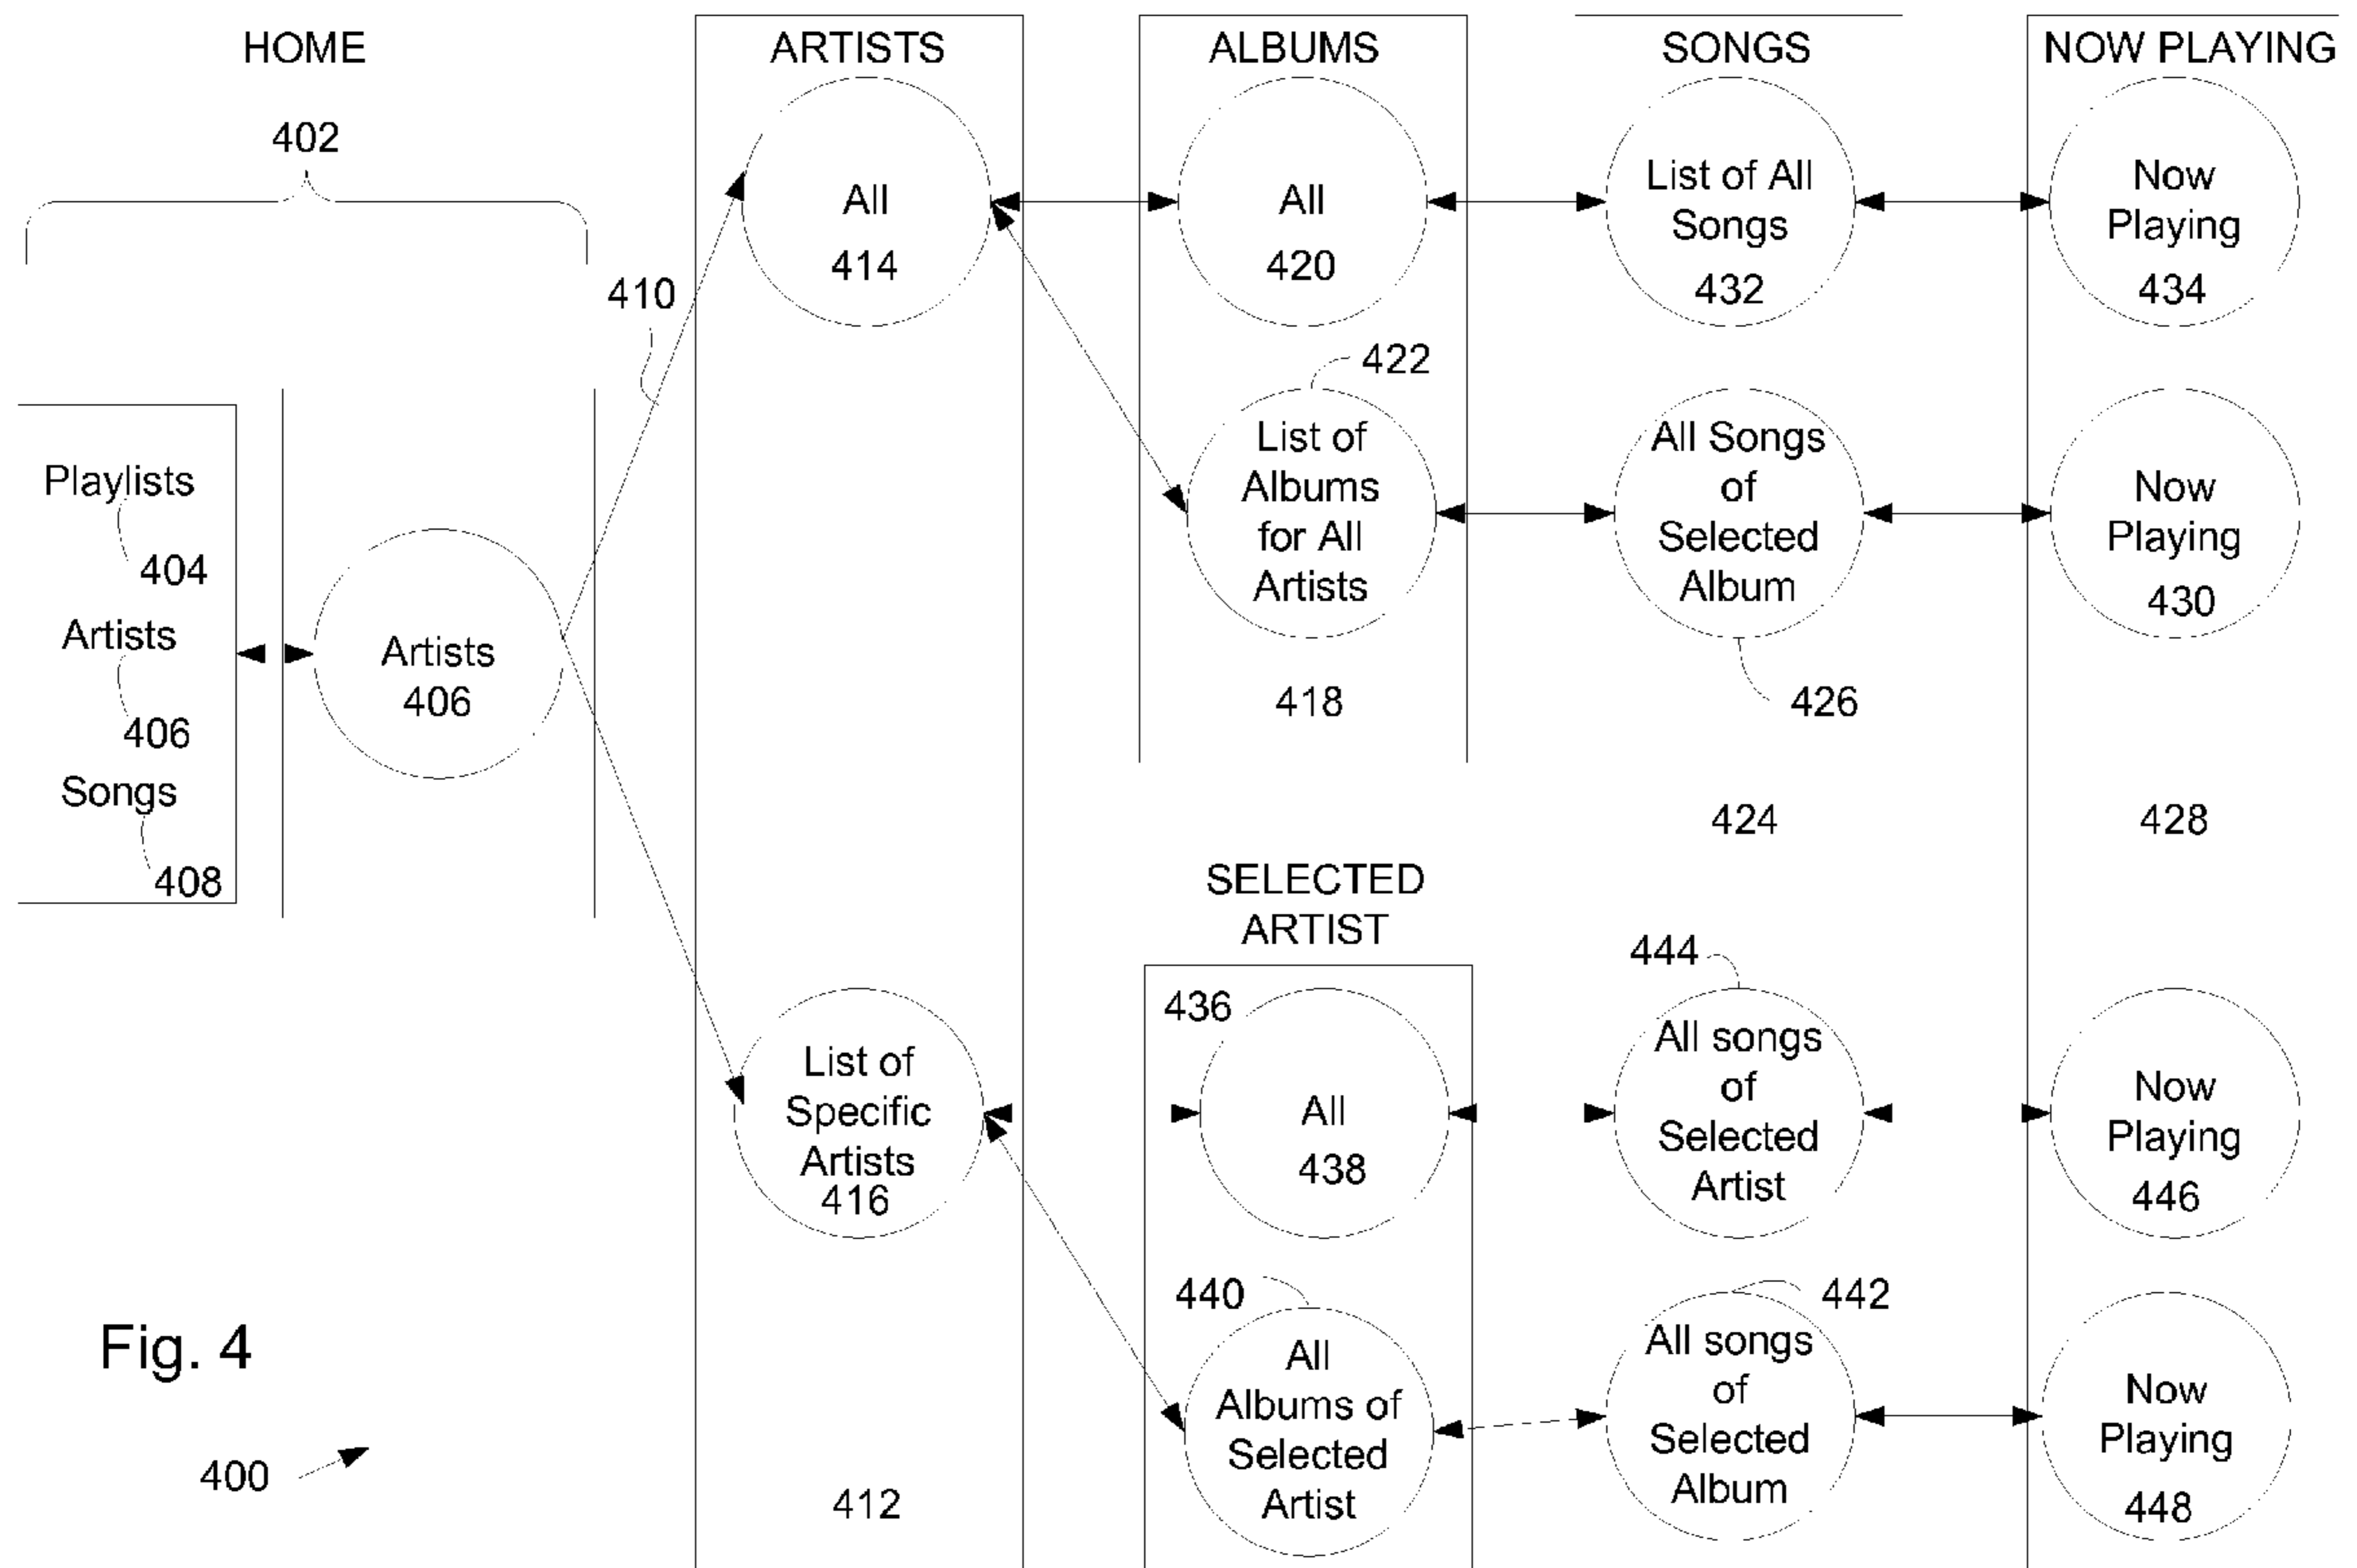 HOME
402
Playlists
404
Artists
406
Songs
408
Artists
406
410
ARTISTS
All
414
List of
Specific
Artists
416
412
ALBUMS
All
420
422
List of
Albums
for All
Artists
418
SELECTED
ARTIST
436
All
438
440
All
Albums of
Selected
Artist
SONGS
List of All
Songs
432
All Songs
of
Selected
Album
426
424
444
All songs
of
Selected
Artist
442
All songs
of
Selected
Album
NOW PLAYING
Now
Playing
434
Now
Playing
430
428
Now
Playing
446
Now
Playing
448
Fig. 4
400